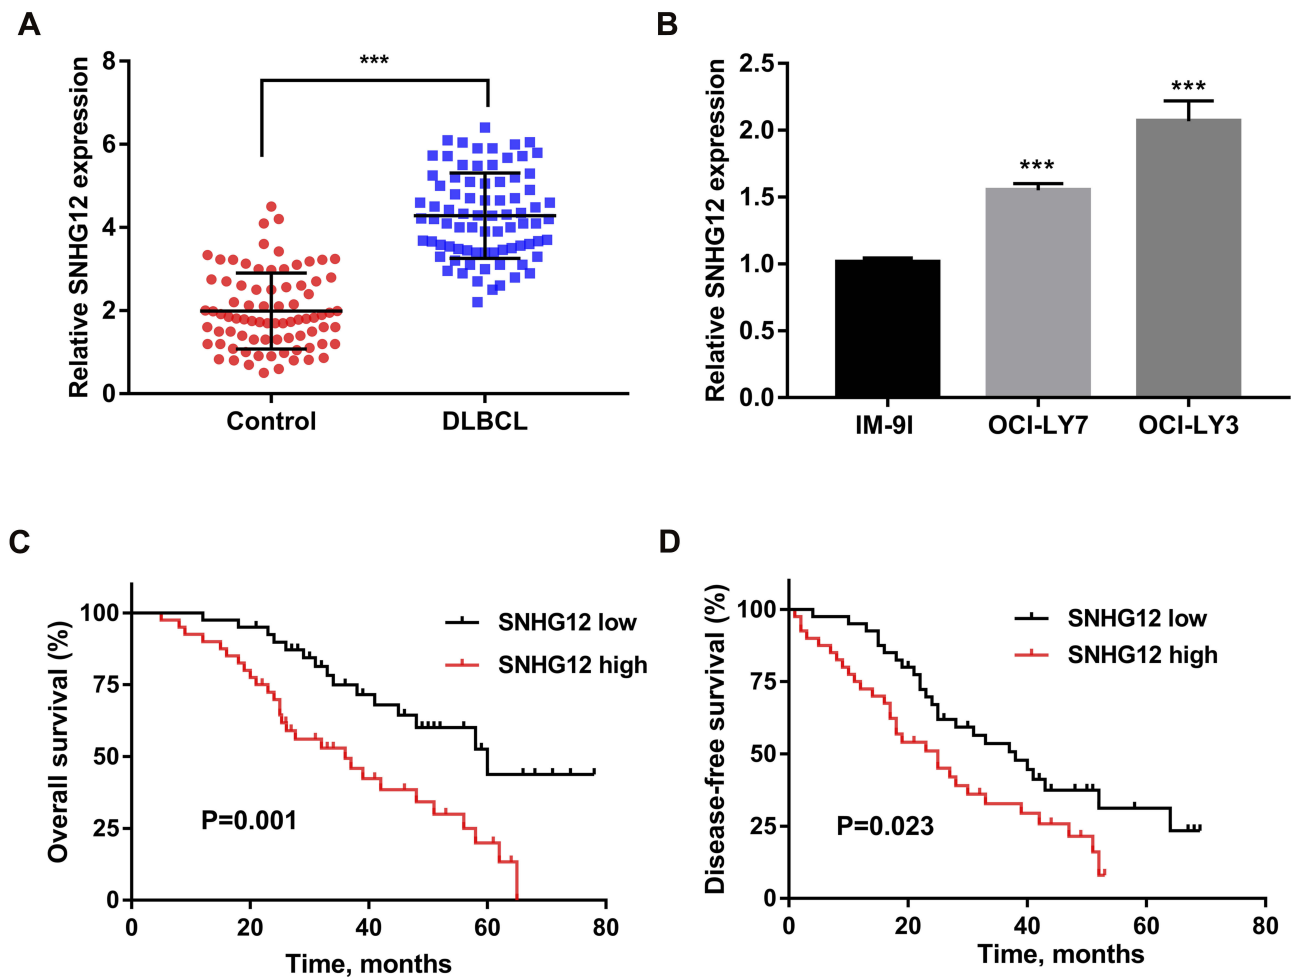 A
Relative SNHG12 expression
8
6
4
2
0
***
Control
DLBCL
B
Relative SNHG12 expression
2.5
2.0
1.5
1.0
0.5
0.0
***
***
IM-9I
OCI-LY7
OCI-LY3
C
Overall survival (%)
100
75
50
25
0
SNHG12 low
SNHG12 high
P=0.001
0
20
40
60
80
Time, months
D
Disease-free survival (%)
100
75
50
25
0
SNHG12 low
SNHG12 high
P=0.023
0
20
40
60
80
Time, months